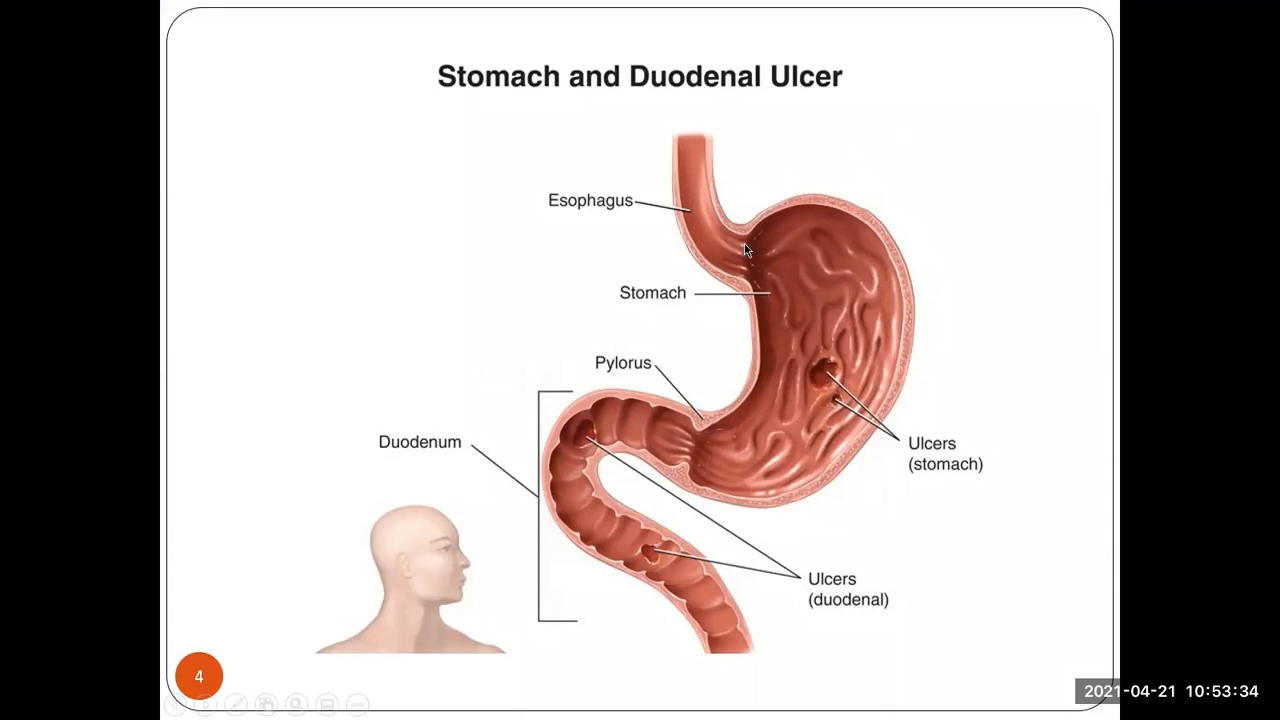 Stomach and Duodenal Ulcer
Esophagus
Stomach
Pylorus
Duodenum
Ulcers
(stomach)
Ulcers
(duodenal)
4
2021-04-21 10:53:34